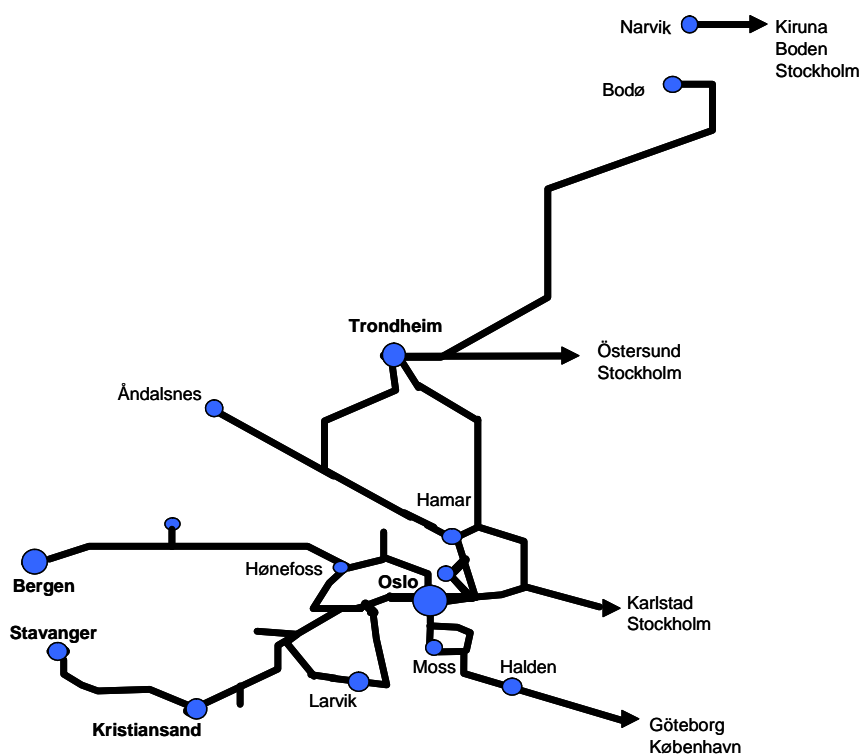 Narvik
Kiruna
Boden
Stockholm
Bodø
Trondheim
Östersund
Stockholm
Åndalsnes
Hamar
Hønefoss
Oslo
Bergen
Karlstad
Stockholm
Stavanger
Moss
Halden
Larvik
Kristiansand
Göteborg
København